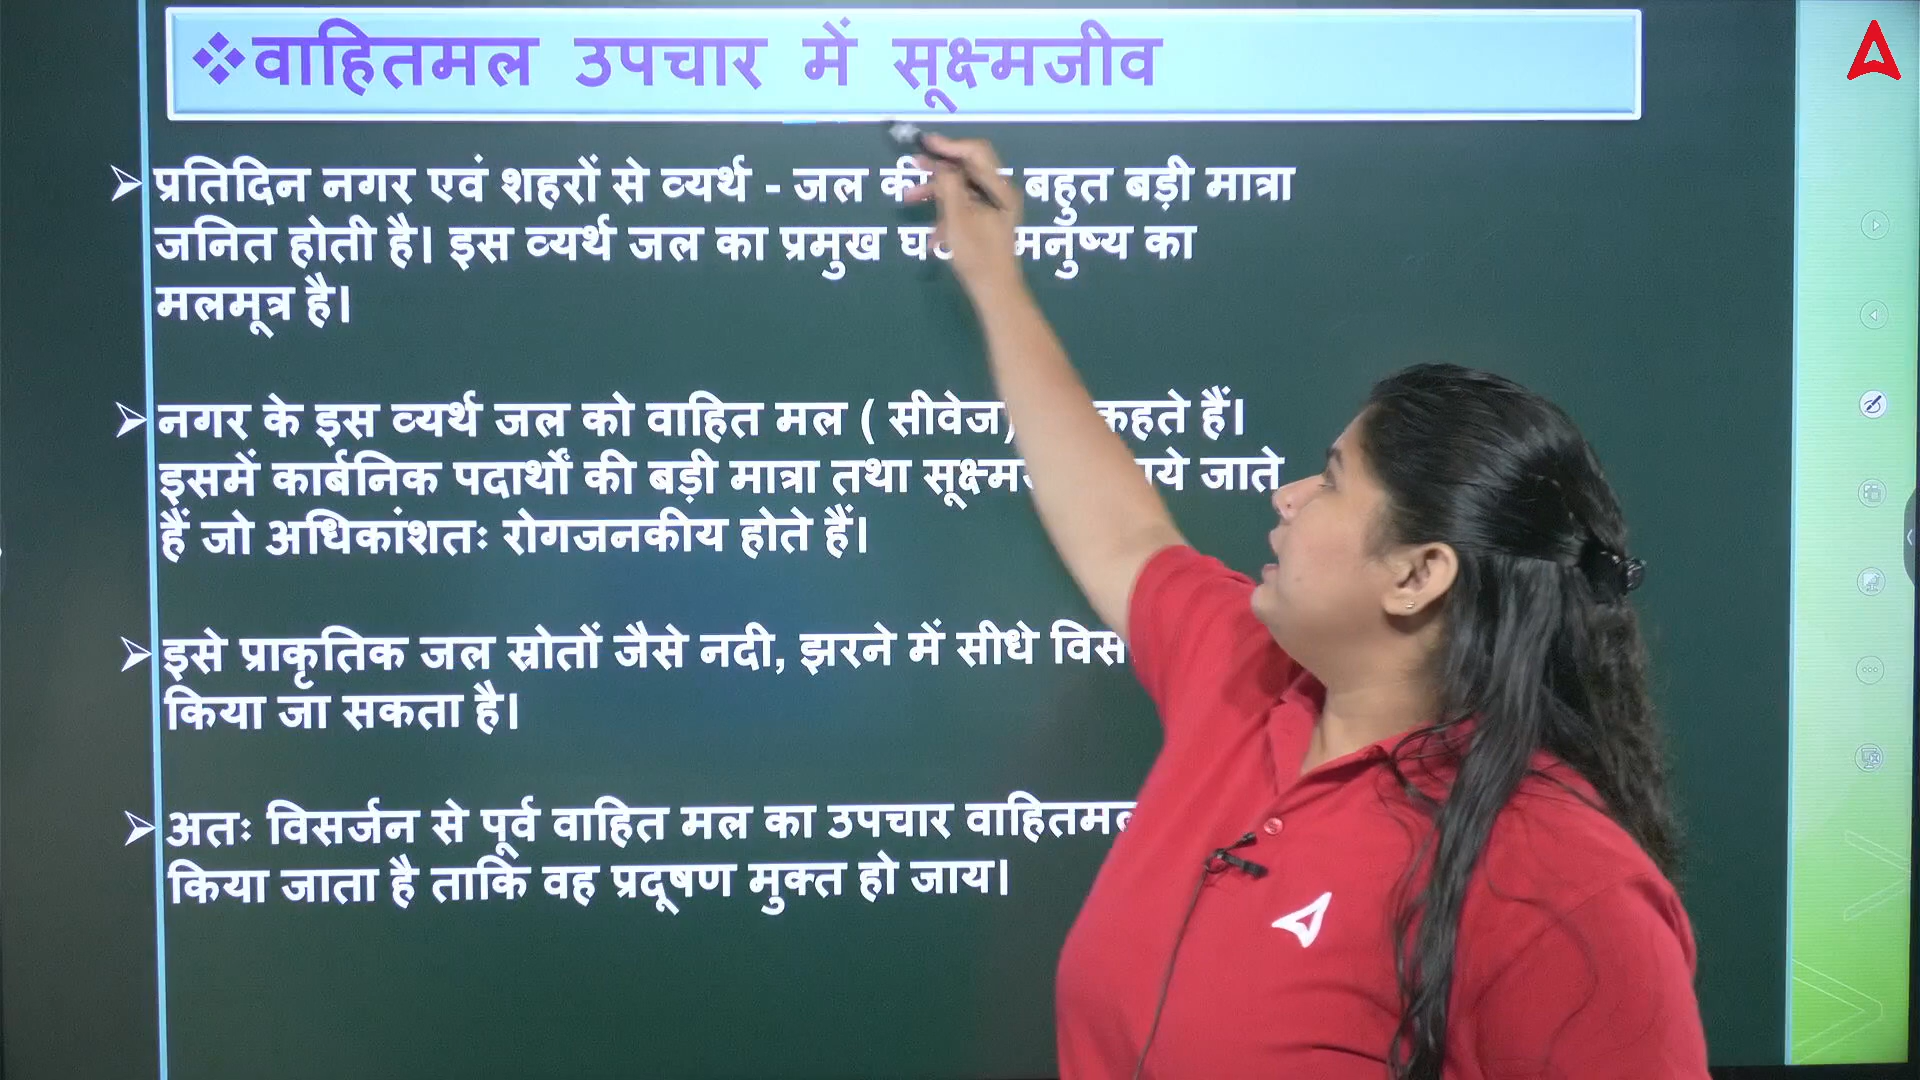 ❖वाहितमल उपचार में सूक्ष्मजीव
➢ प्रतिदिन नगर एवं शहरों से व्यर्थ - जल की बहुत बड़ी मात्रा
जनित होती है। इस व्यर्थ जल का प्रमुख मनुष्य का
मलमूत्र है।
➢ नगर के इस व्यर्थ जल को वाहित मल ( सीवेज) कहते हैं।
इसमें कार्बनिक पदार्थों की बड़ी मात्रा तथा जाते
हैं जो अधिकांशतः रोगजनकीय होते हैं।
➢ इसे प्राकृतिक जल स्रोतों जैसे नदी, झरने में सीधे
किया जा सकता है।
➢ अतः विसर्जन से पूर्व वाहित मल का उपचार
किया जाता है ताकि वह प्रदूषण मुक्त हो जाय।